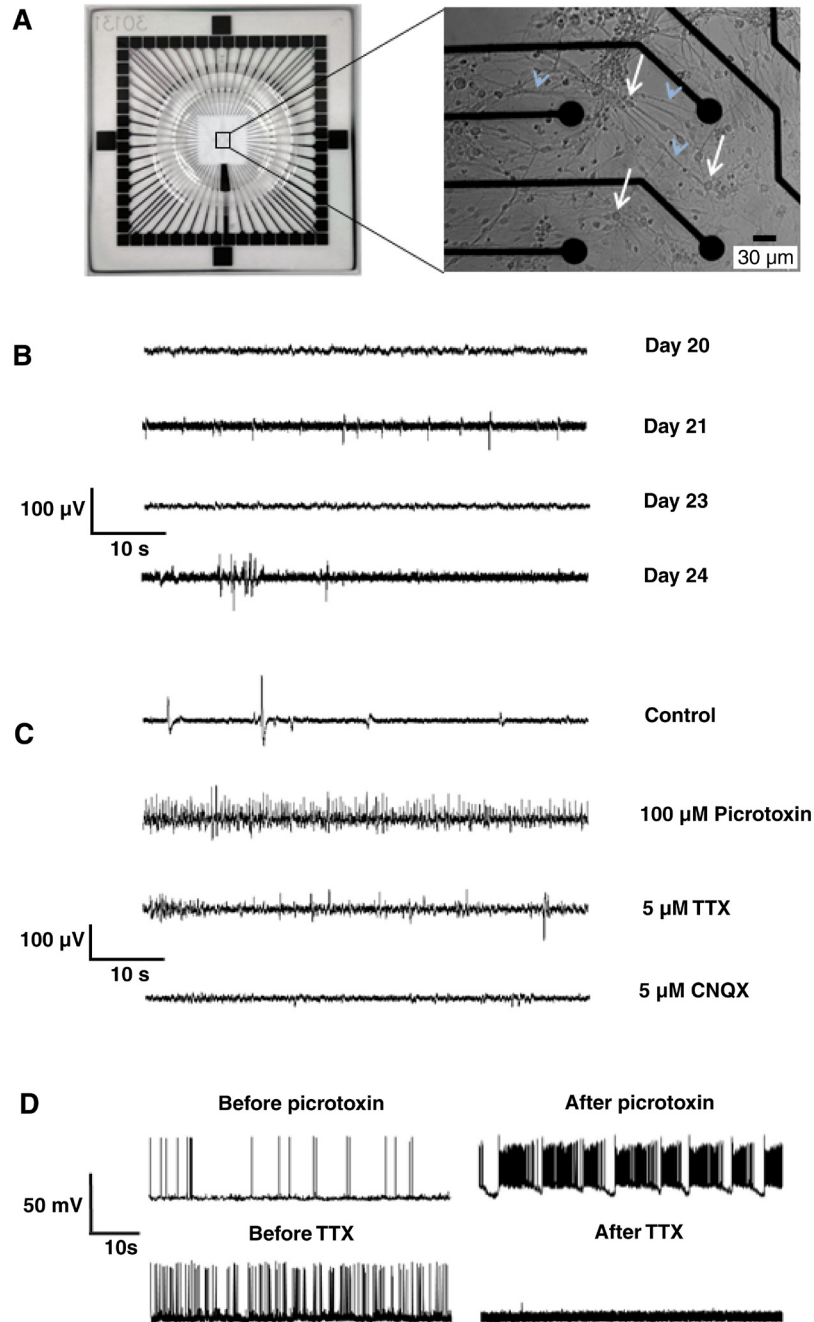 A
30131
30 µm
B
Day 20
Day 21
100 µV
Day 23
10 s
Day 24
C
Control
100 µM Picrotoxin
5 µM TTX
100 µV
10 s
5 µM CNQX
D
Before picrotoxin
After picrotoxin
50 mV
10s
Before TTX
After TTX